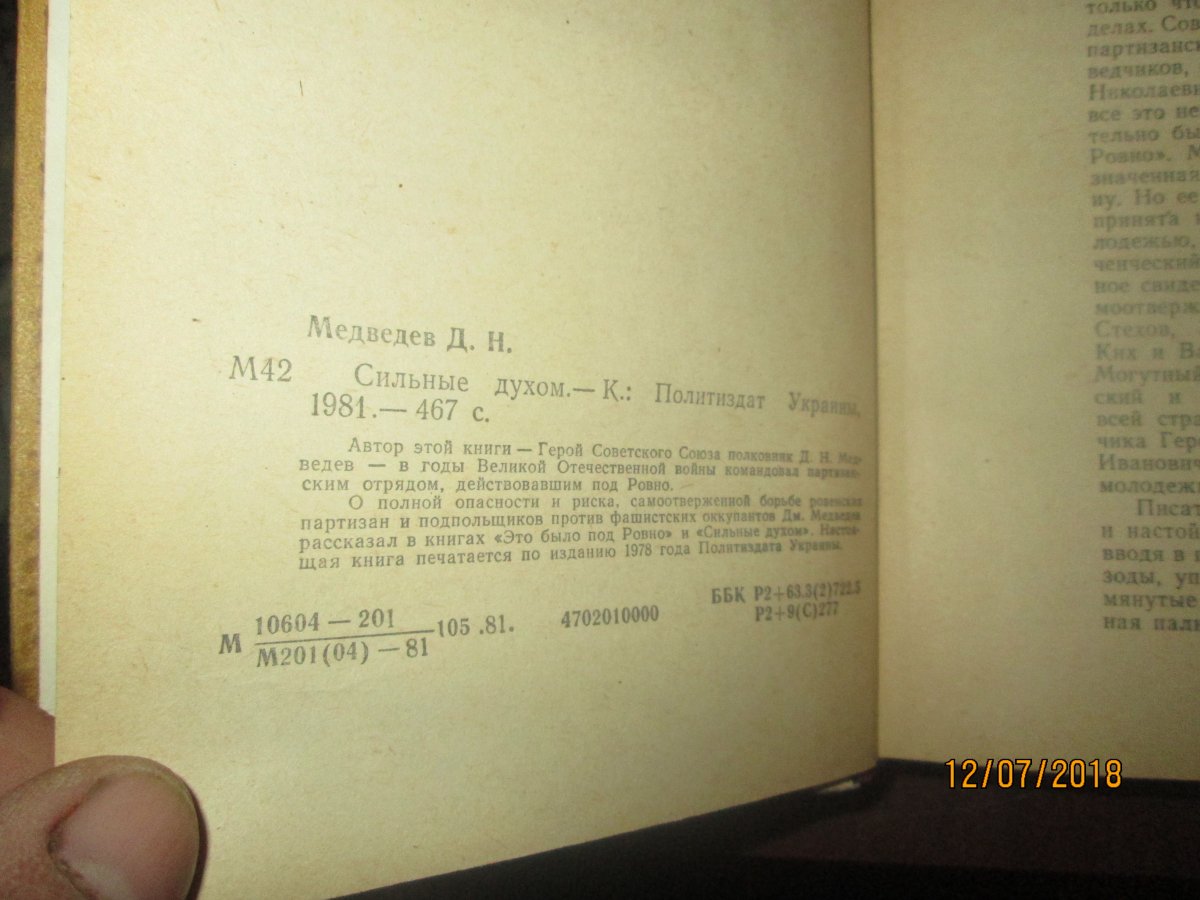 Медведев Д. Н.
М42
Сильные духом.— К.: Политиздат Украины,
1981.— 467 с.
Автор этой книги — Герой Советского Союза полковник Д. Н. Мед-
ведев — в годы Великой Отечественной войны командовал партизан-
ским отрядом, действовавшим под Ровно.
О полной опасности и риска, самоотверженной борьбе ровенских
партизан и подпольщиков против фашистских оккупантов Дм. Медведев
рассказал в книгах «Это было под Ровно» и «Сильные духом». Настоя-
щая книга печатается по изданию 1978 года Политиздата Украины.
М 10604 — 201
М201(04) — 81
105 .81. 4702010000
ББК Р2+63.3(2)722.5
Р2+9(С)277
только
делах. Сов
партизанск
ведчиков,
Николаеви
все это не
тельно бы
Ровно». М
значенная
ну. Но ее
принята
лодежью,
ченческий
ное свиде
моотверж
Стехов,
Ких и В
Могутный
ский и
всей стра
чика Геро
Иванович
молодеж
Писат
и настой
вводя в
зоды, уп
мянутые
ная пали
12/07/2018